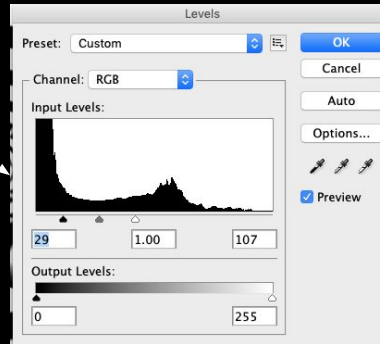 Levels
Preset: Custom
OK
Cancel
Channel: RGB
Auto
Input Levels:
Options...
Preview
29 1.00 107
Output Levels:
0 255